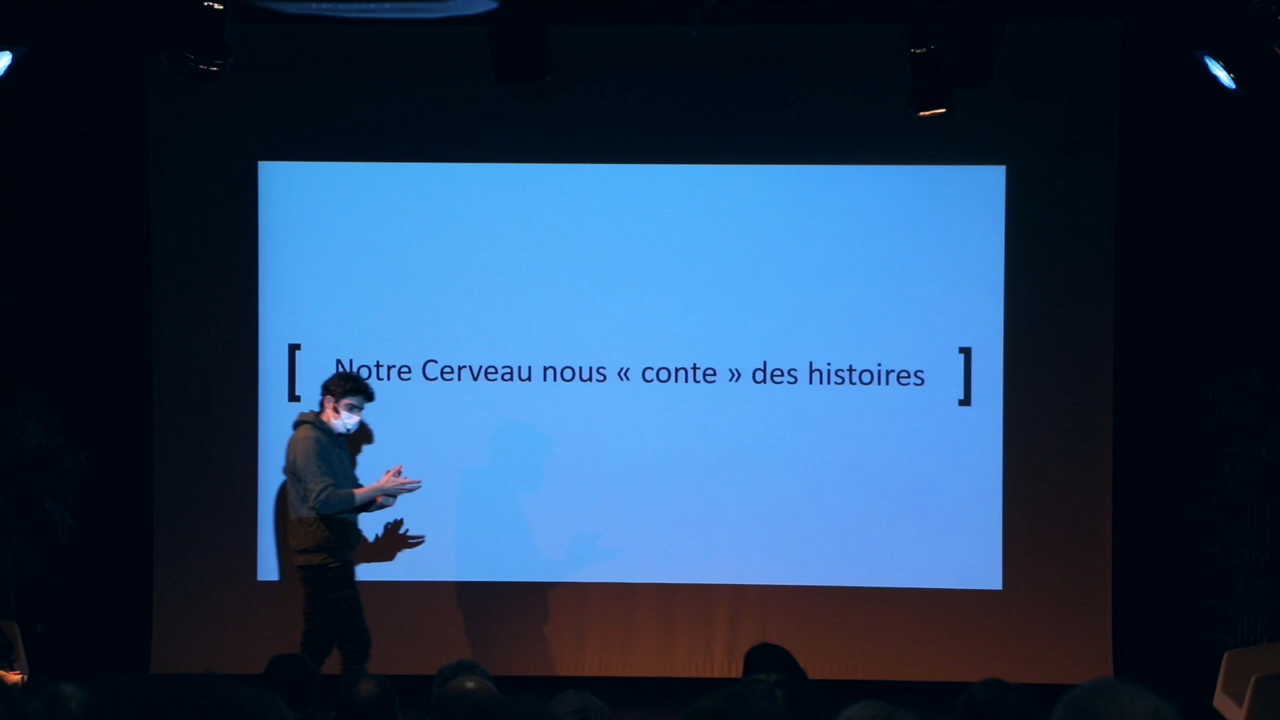 [ Notre Cerveau nous « conte » des histoires ]